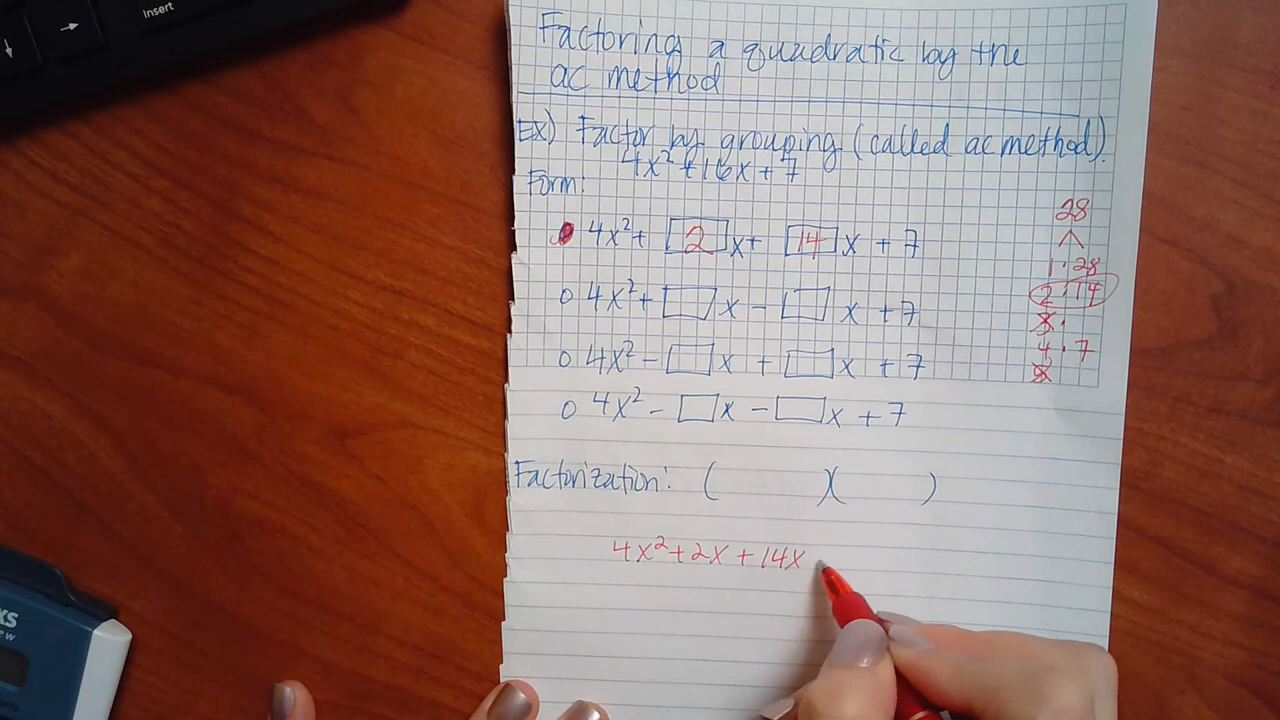 Insert
Factoring a quadratic by the
ac method
Ex) Factor by grouping (called ac method).
4x² + 16x + 7
Form:
4x² + 2 x + 14 x + 7
4x² + □ x - □ x + 7
4x² - □ x + □ x + 7
4x² - □ x - □ x + 7
28
1 · 28
2 · 14
3 ·
4 · 7
Factorization: ( )( )
4x² + 2x + 14x